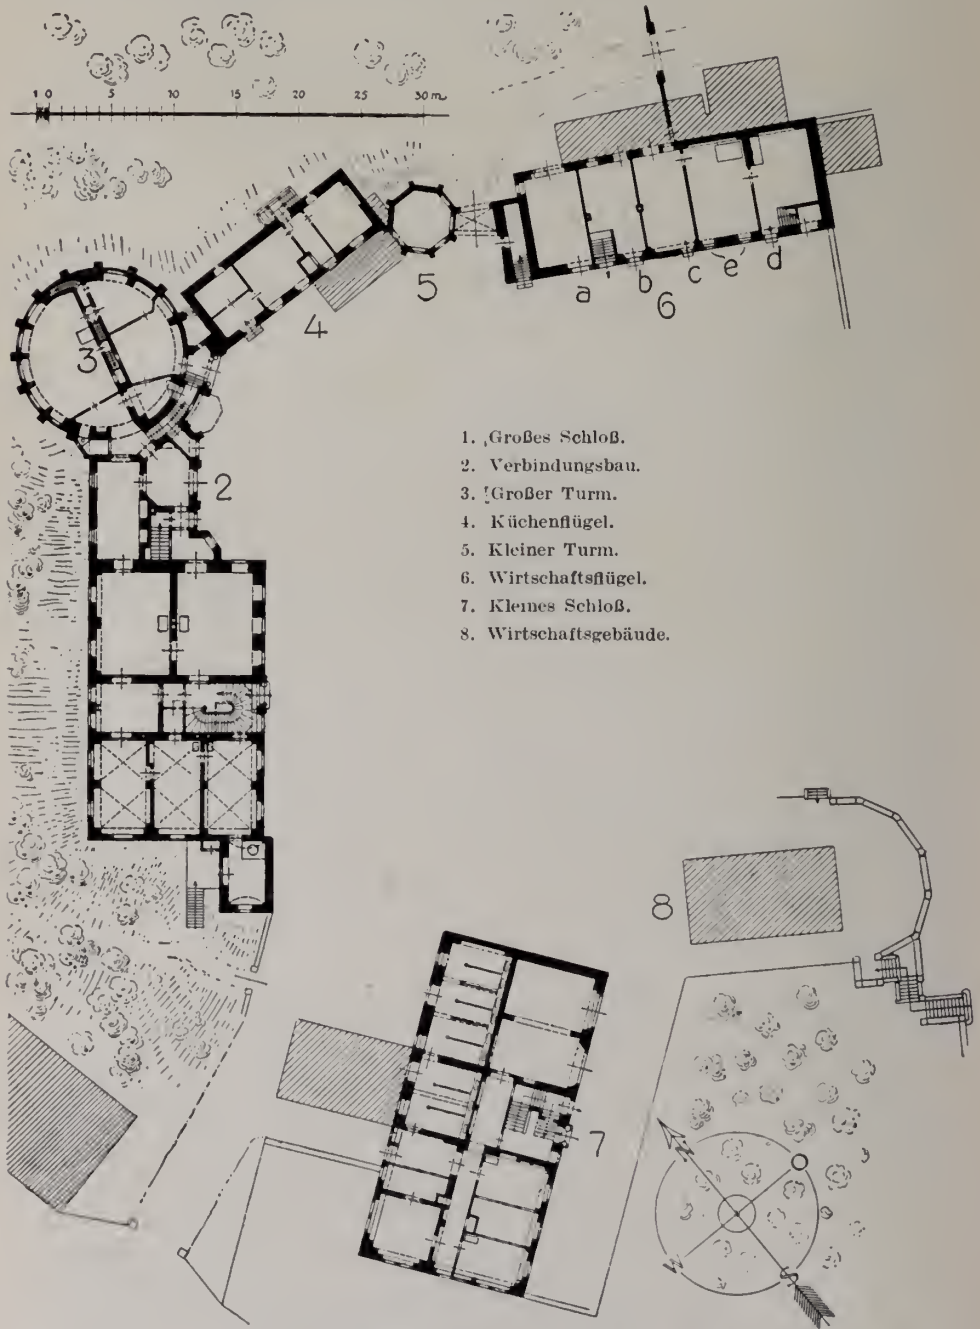 1 0 5 10 15 20 25 30 m
a b c e d
6
5
4
3
2
1. Großes Schloß.
2. Verbindungsbau.
3. Großer Turm.
4. Küchenflügel.
5. Kleiner Turm.
6. Wirtschaftsflügel.
7. Kleines Schloß.
8. Wirtschaftsgebäude.
8
7
N
O
W
S